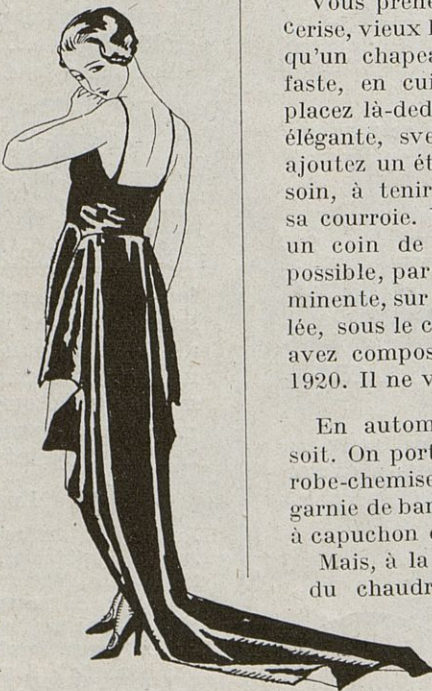 Vous prene
cerise, vieux
qu'un chapea
faste, en cui
placez là-ded
élégante, sve
ajoutez un ét
soin, à tenir
sa courroie.
un coin de
possible, par
minente, sur
lée, sous le c
avez compos
1920. Il ne v
En autom
soit. On port
robe-chemise
garnie de bar
à capuchon
Mais, à la
du chaudr